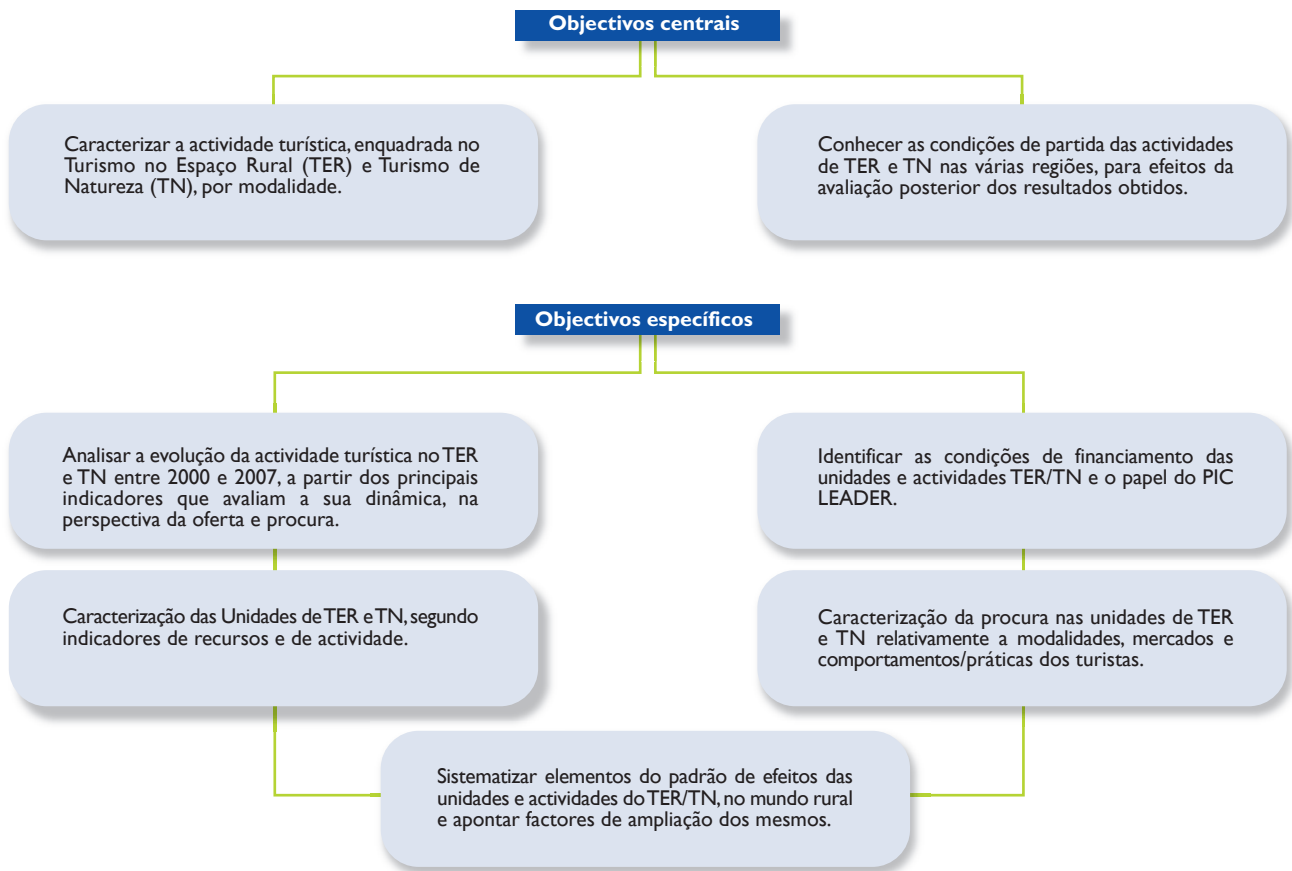 Objectivos centrais
Caracterizar a actividade turística, enquadrada no
Turismo no Espaço Rural (TER) e Turismo de
Natureza (TN), por modalidade.
Conhecer as condições de partida das actividades
de TER e TN nas várias regiões, para efeitos da
avaliação posterior dos resultados obtidos.
Objectivos específicos
Analisar a evolução da actividade turística no TER
e TN entre 2000 e 2007, a partir dos principais
indicadores que avaliam a sua dinâmica, na
perspectiva da oferta e procura.
Identificar as condições de financiamento das
unidades e actividades TER/TN e o papel do PIC
LEADER.
Caracterização das Unidades de TER e TN, segundo
indicadores de recursos e de actividade.
Caracterização da procura nas unidades de TER
e TN relativamente a modalidades, mercados e
comportamentos/práticas dos turistas.
Sistematizar elementos do padrão de efeitos das
unidades e actividades do TER/TN, no mundo rural
e apontar factores de ampliação dos mesmos.